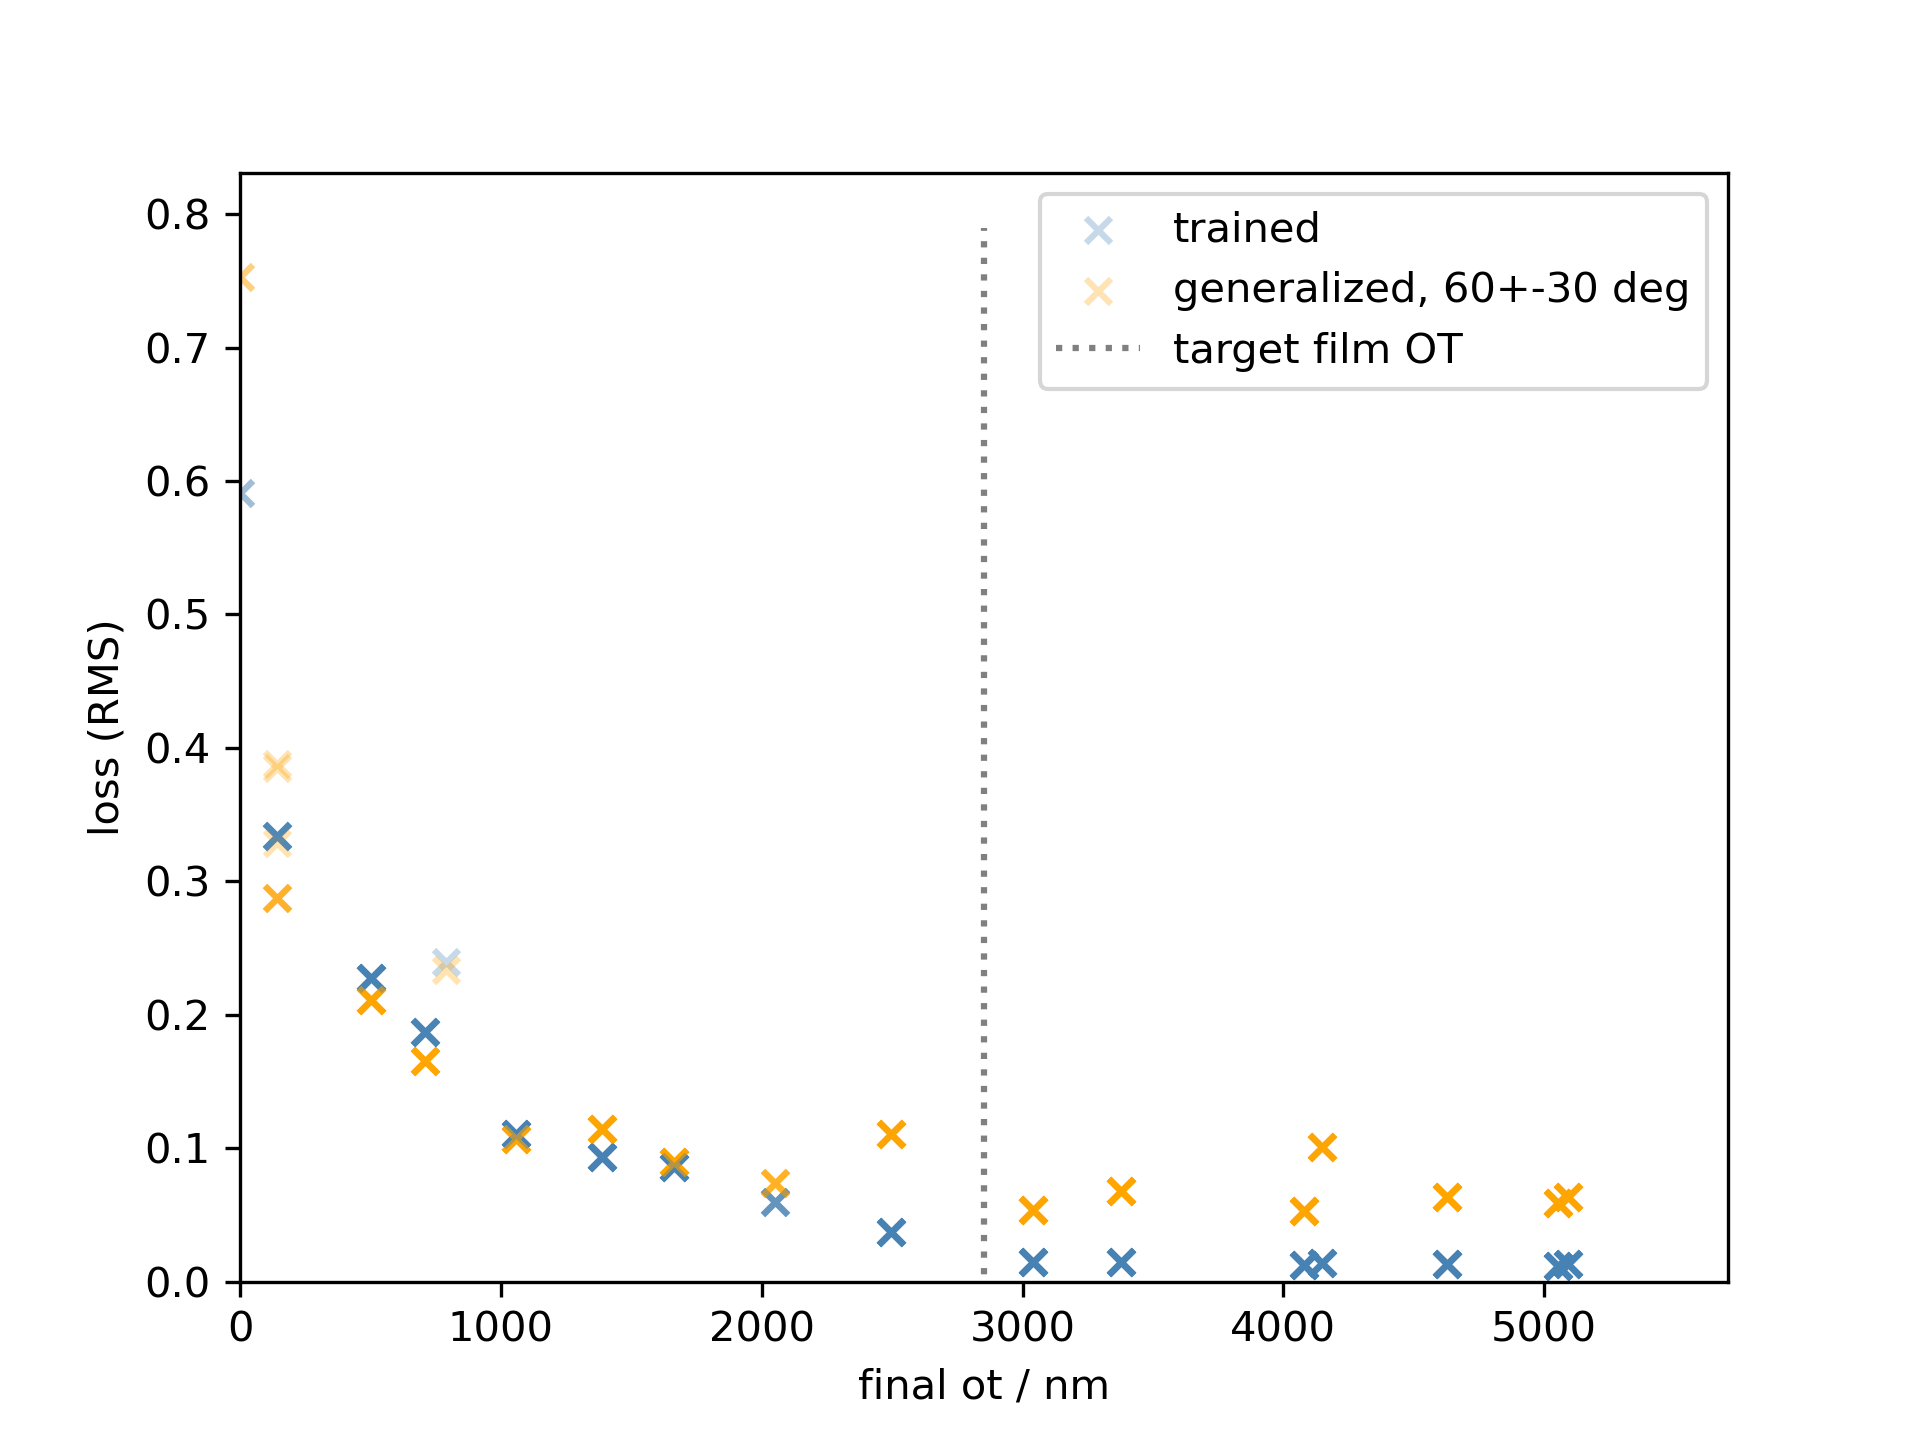 trained
generalized, 60+-30 deg
target film OT
0.8
0.7
0.6
0.5
0.4
0.3
0.2
0.1
0.0
loss (RMS)
0 1000 2000 3000 4000 5000
final ot / nm